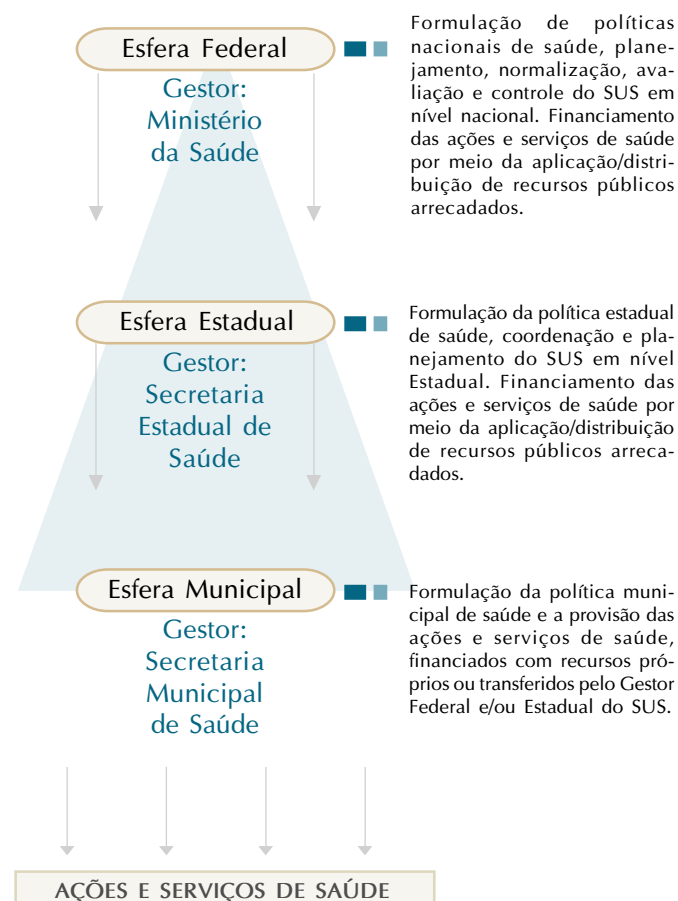 Esfera Federal
Gestor:
Ministério
da Saúde
Formulação de políticas
nacionais de saúde, plane-
jamento, normalização, ava-
liação e controle do SUS em
nível nacional. Financiamento
das ações e serviços de saúde
por meio da aplicação/distri-
buição de recursos públicos
arrecadados.
Esfera Estadual
Gestor:
Secretaria
Estadual de
Saúde
Formulação da política estadual
de saúde, coordenação e pla-
nejamento do SUS em nível
Estadual. Financiamento das
ações e serviços de saúde por
meio da aplicação/distribuição
de recursos públicos arreca-
dados.
Esfera Municipal
Gestor:
Secretaria
Municipal
de Saúde
Formulação da política muni-
cipal de saúde e a provisão das
ações e serviços de saúde,
financiados com recursos pró-
prios ou transferidos pelo Gestor
Federal e/ou Estadual do SUS.
AÇÕES E SERVIÇOS DE SAÚDE